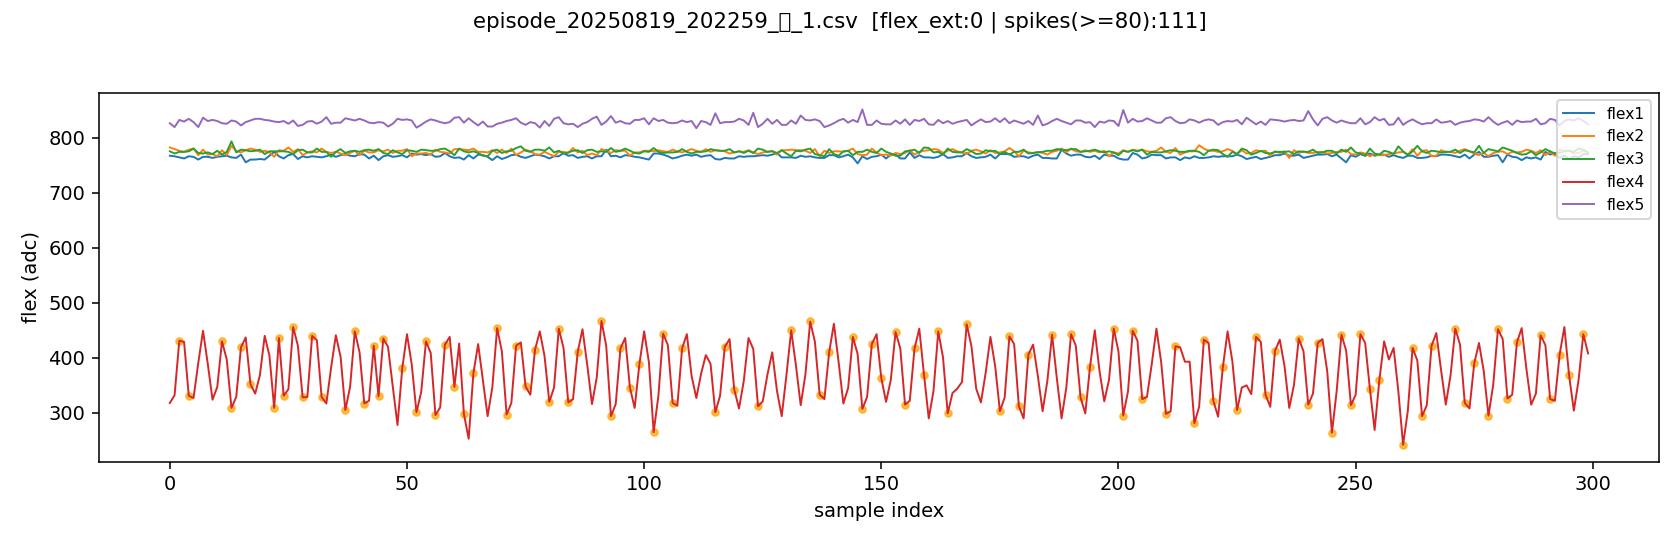 episode_20250819_202259_▯_1.csv [flex_ext:0 | spikes(>=80):111]
flex1
flex2
flex3
flex4
flex5
flex (adc)
800
700
600
500
400
300
0
50
100
150
200
250
300
sample index